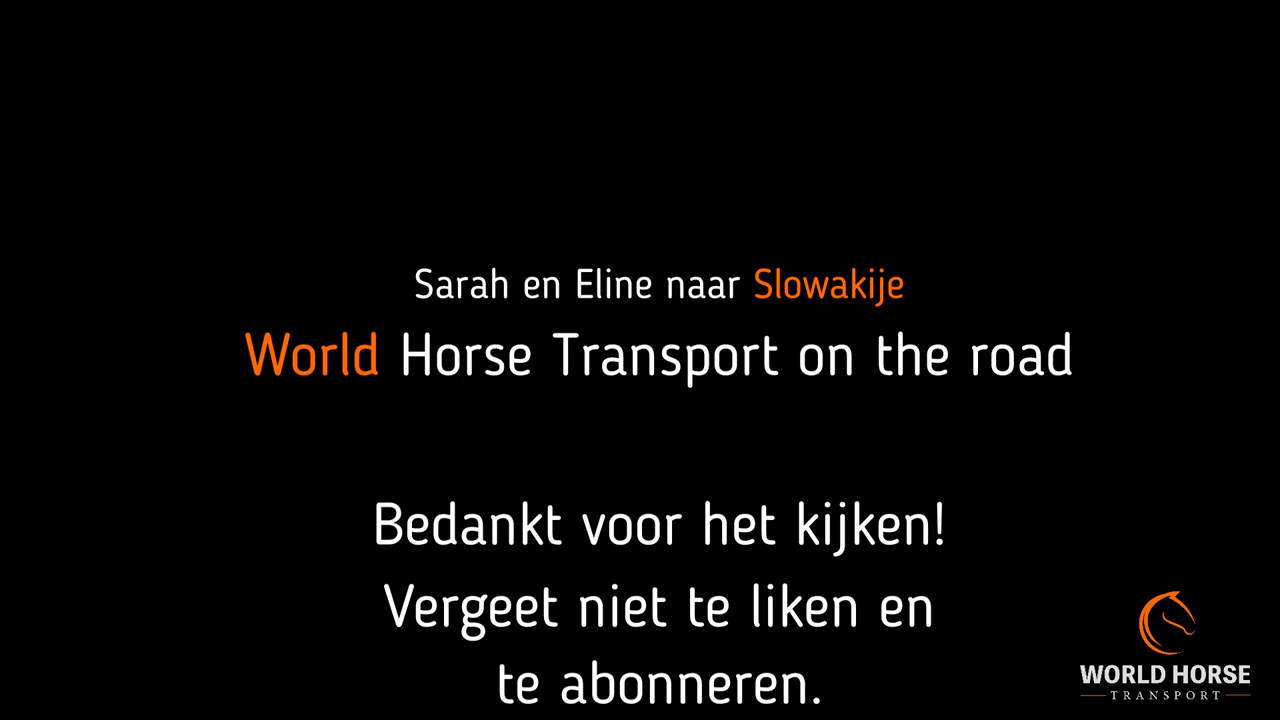 Sarah en Eline naar Slowakije
World Horse Transport on the road
Bedankt voor het kijken!
Vergeet niet te liken en
te abonneren.
WORLD HORSE
TRANSPORT